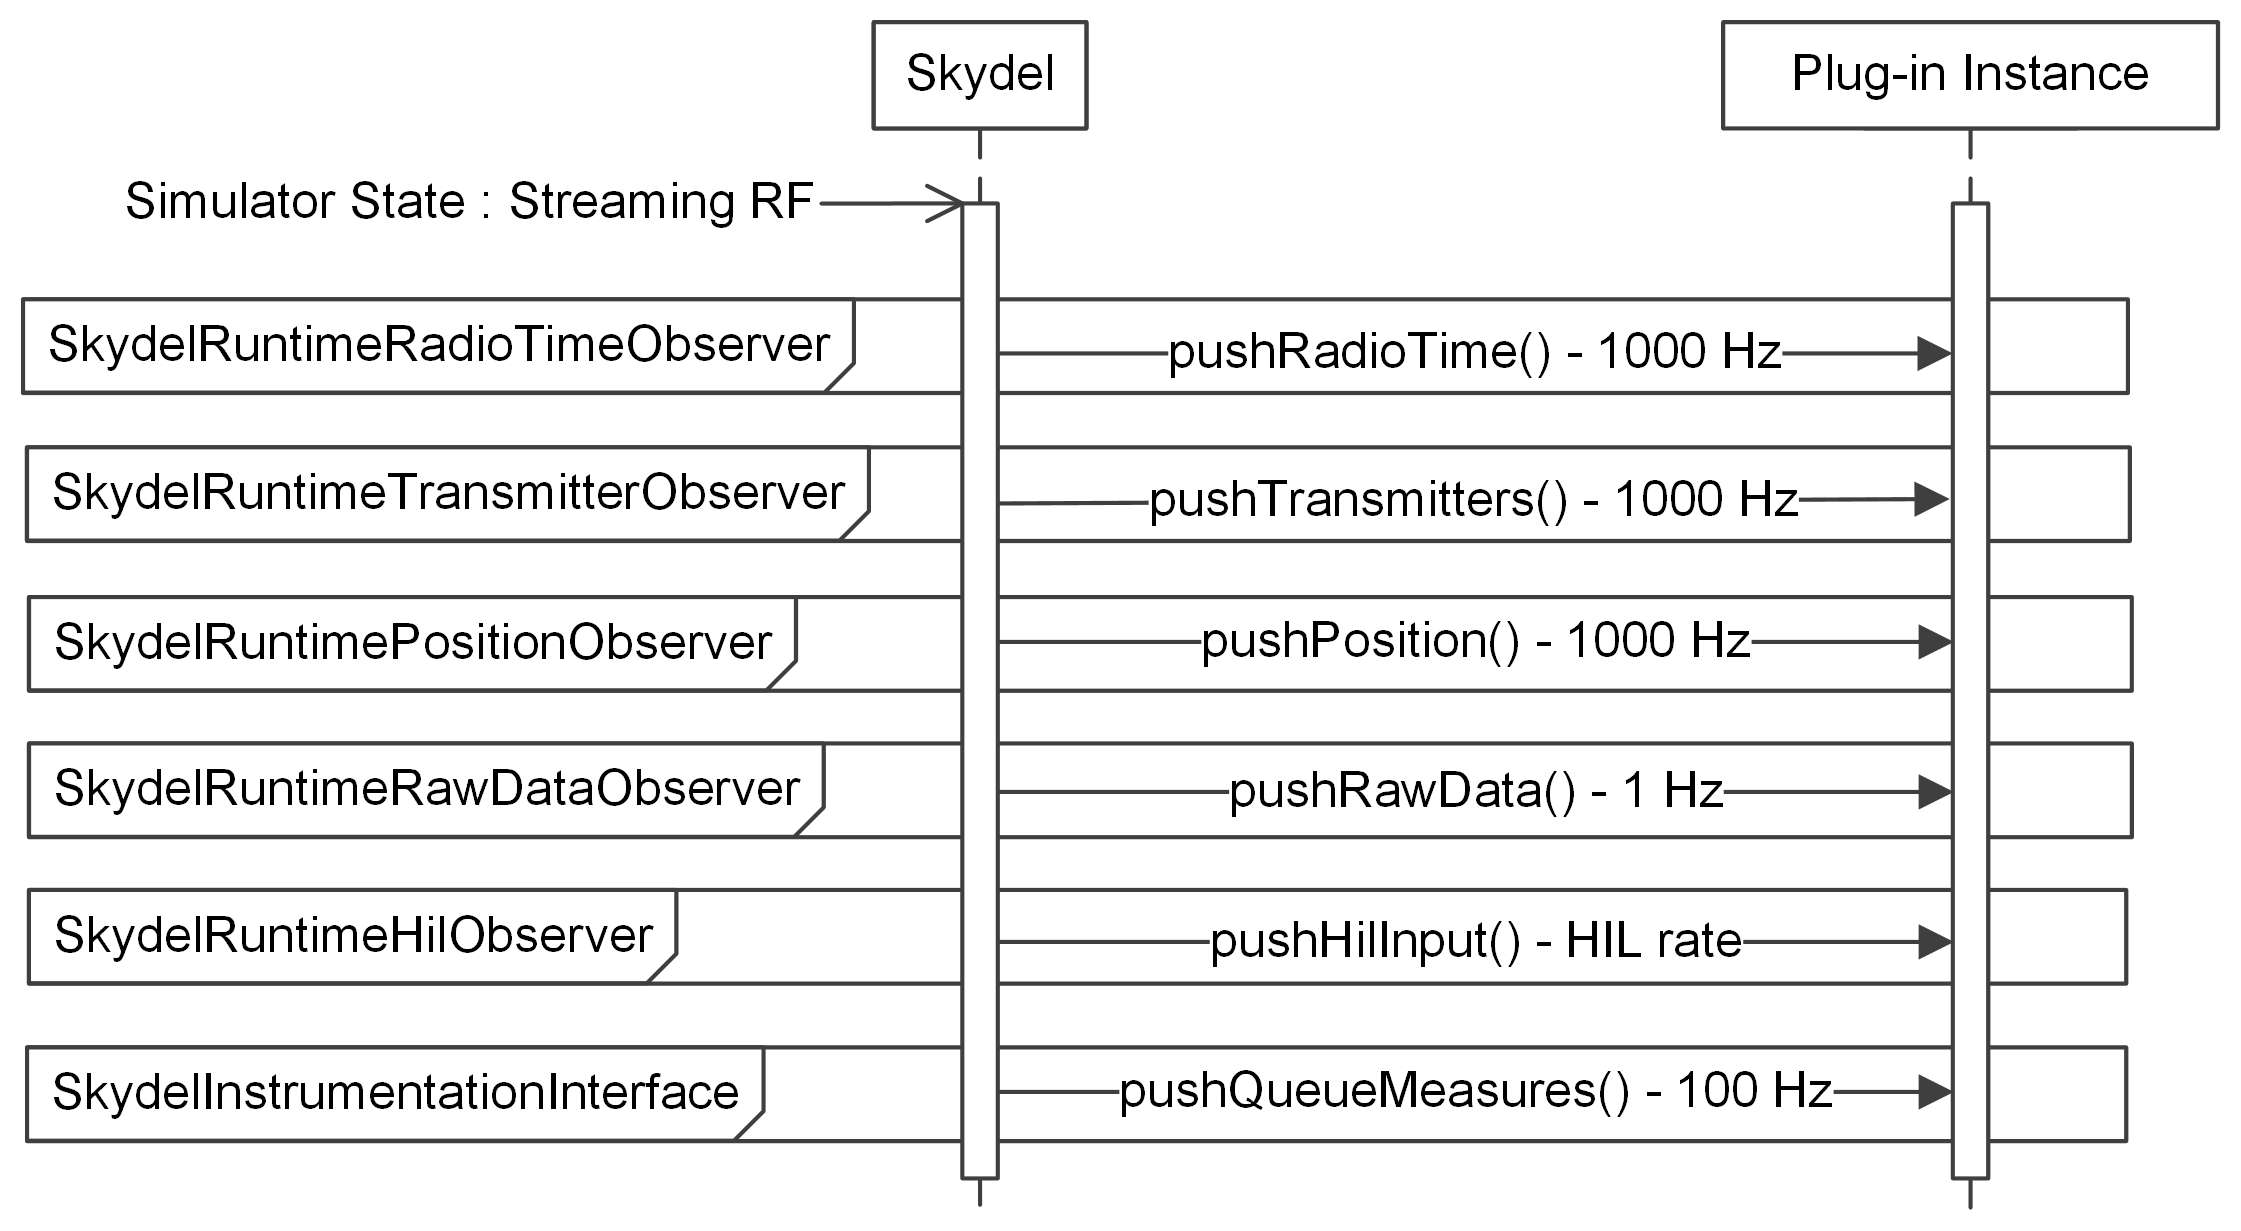 Skydel
Plug-in Instance
Simulator State : Streaming RF
SkydelRuntimeRadioTimeObserver
pushRadioTime() - 1000 Hz
SkydelRuntimeTransmitterObserver
pushTransmitters() - 1000 Hz
SkydelRuntimePositionObserver
pushPosition() - 1000 Hz
SkydelRuntimeRawDataObserver
pushRawData() - 1 Hz
SkydelRuntimeHilObserver
pushHilInput() - HIL rate
SkydelInstrumentationInterface
pushQueueMeasures() - 100 Hz